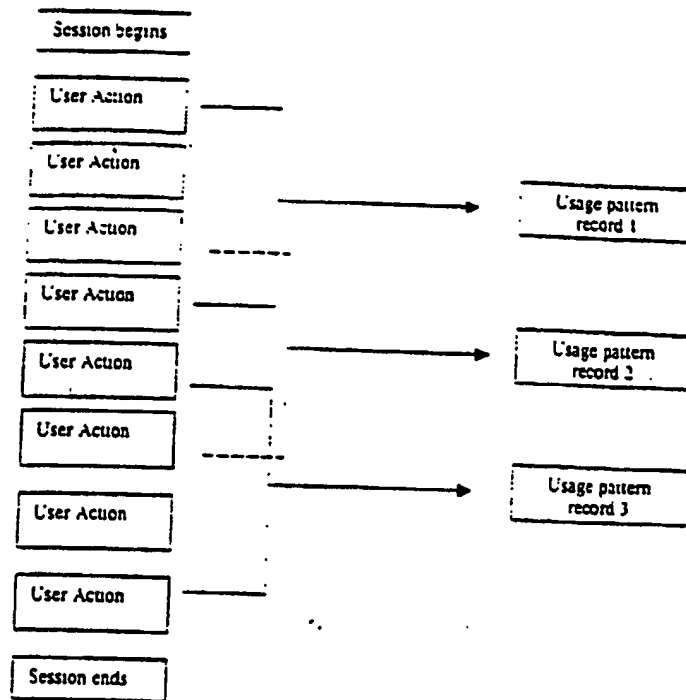 Session begins
User Action
User Action
User Action
User Action
User Action
User Action
User Action
User Action
Session ends
Usage pattern
record 1
Usage pattern
record 2
Usage pattern
record 3